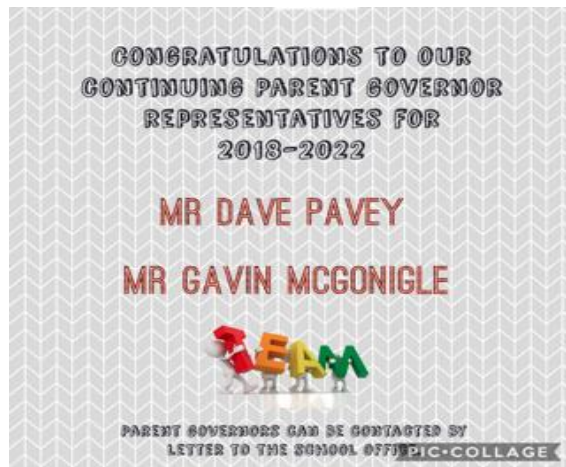 CONGRATULATIONS TO OUR
CONTINUING PARENT GOVERNOR
REPRESENTATIVES FOR
2018-2022
MR DAVE PAVEY
MR GAVIN MCGONIGLE
TEAM
PARENT GOVERNORS CAN BE CONTACTED BY
LETTER TO THE SCHOOL OFFICE
PIC•COLLAGE